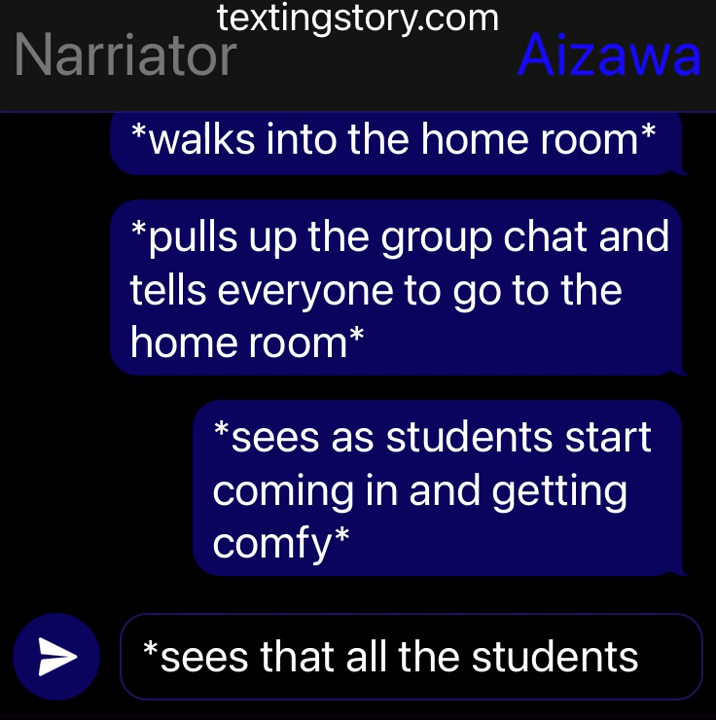 textingstory.com
Narriator
Aizawa
*walks into the home room*
*pulls up the group chat and
tells everyone to go to the
home room*
*sees as students start
coming in and getting
comfy*
*sees that all the students